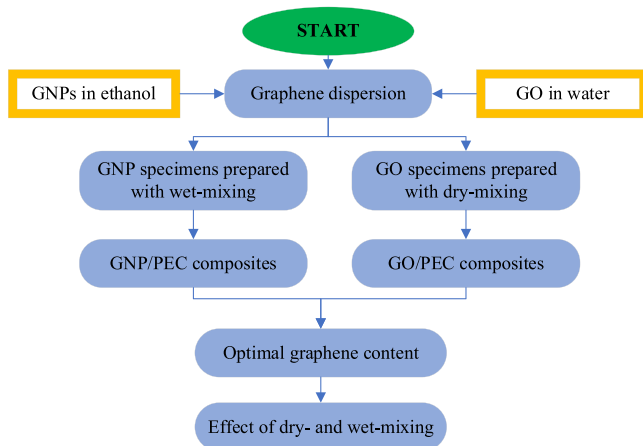 START
GNPs in ethanol
Graphene dispersion
GO in water
GNP specimens prepared
with wet-mixing
GO specimens prepared
with dry-mixing
GNP/PEC composites
GO/PEC composites
Optimal graphene content
Effect of dry- and wet-mixing